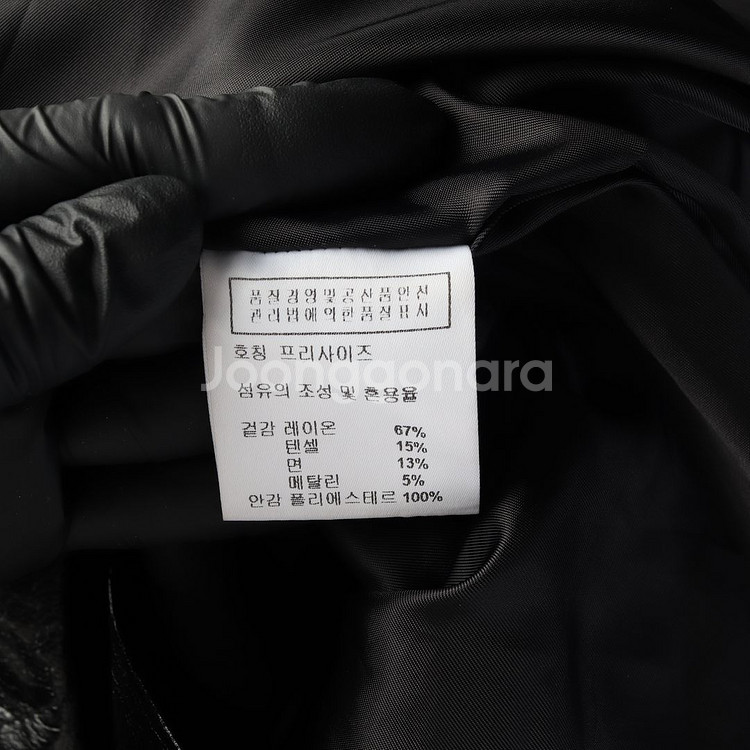 품질경영및공산품안전
관리법에의한품질표시
호칭 프리사이즈
Joonggonara
섬유의 조성 및 혼용율
겉감 레이온 67%
텐셀 15%
면 13%
메탈린 5%
안감 폴리에스테르 100%